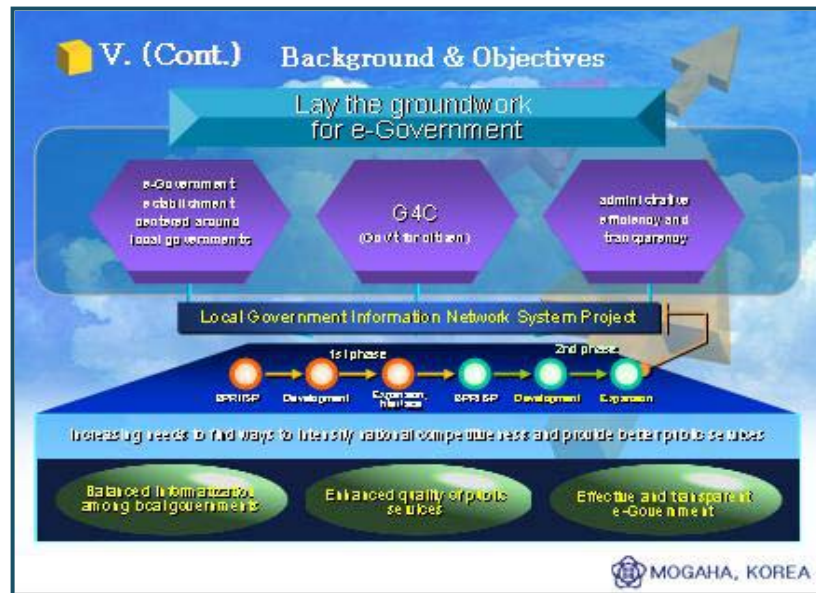 V. (Cont.) Background & Objectives
Lay the groundwork
for e-Government
e-Government
establishment
centered around
local governments
G4C
(Gov't for citizen)
administrative
efficiency and
transparency
Local Government Information Network System Project
1st phase
2nd phase
BPR/ISP
Development
Expansion,
Interface
BPR/ISP
Development
Expansion
Increasing needs to find ways to intensify national competitiveness and provide better public services
Balanced Informatization
among local governments
Enhanced quality of public
services
Effective and transparent
e-Government
MOGAHA, KOREA